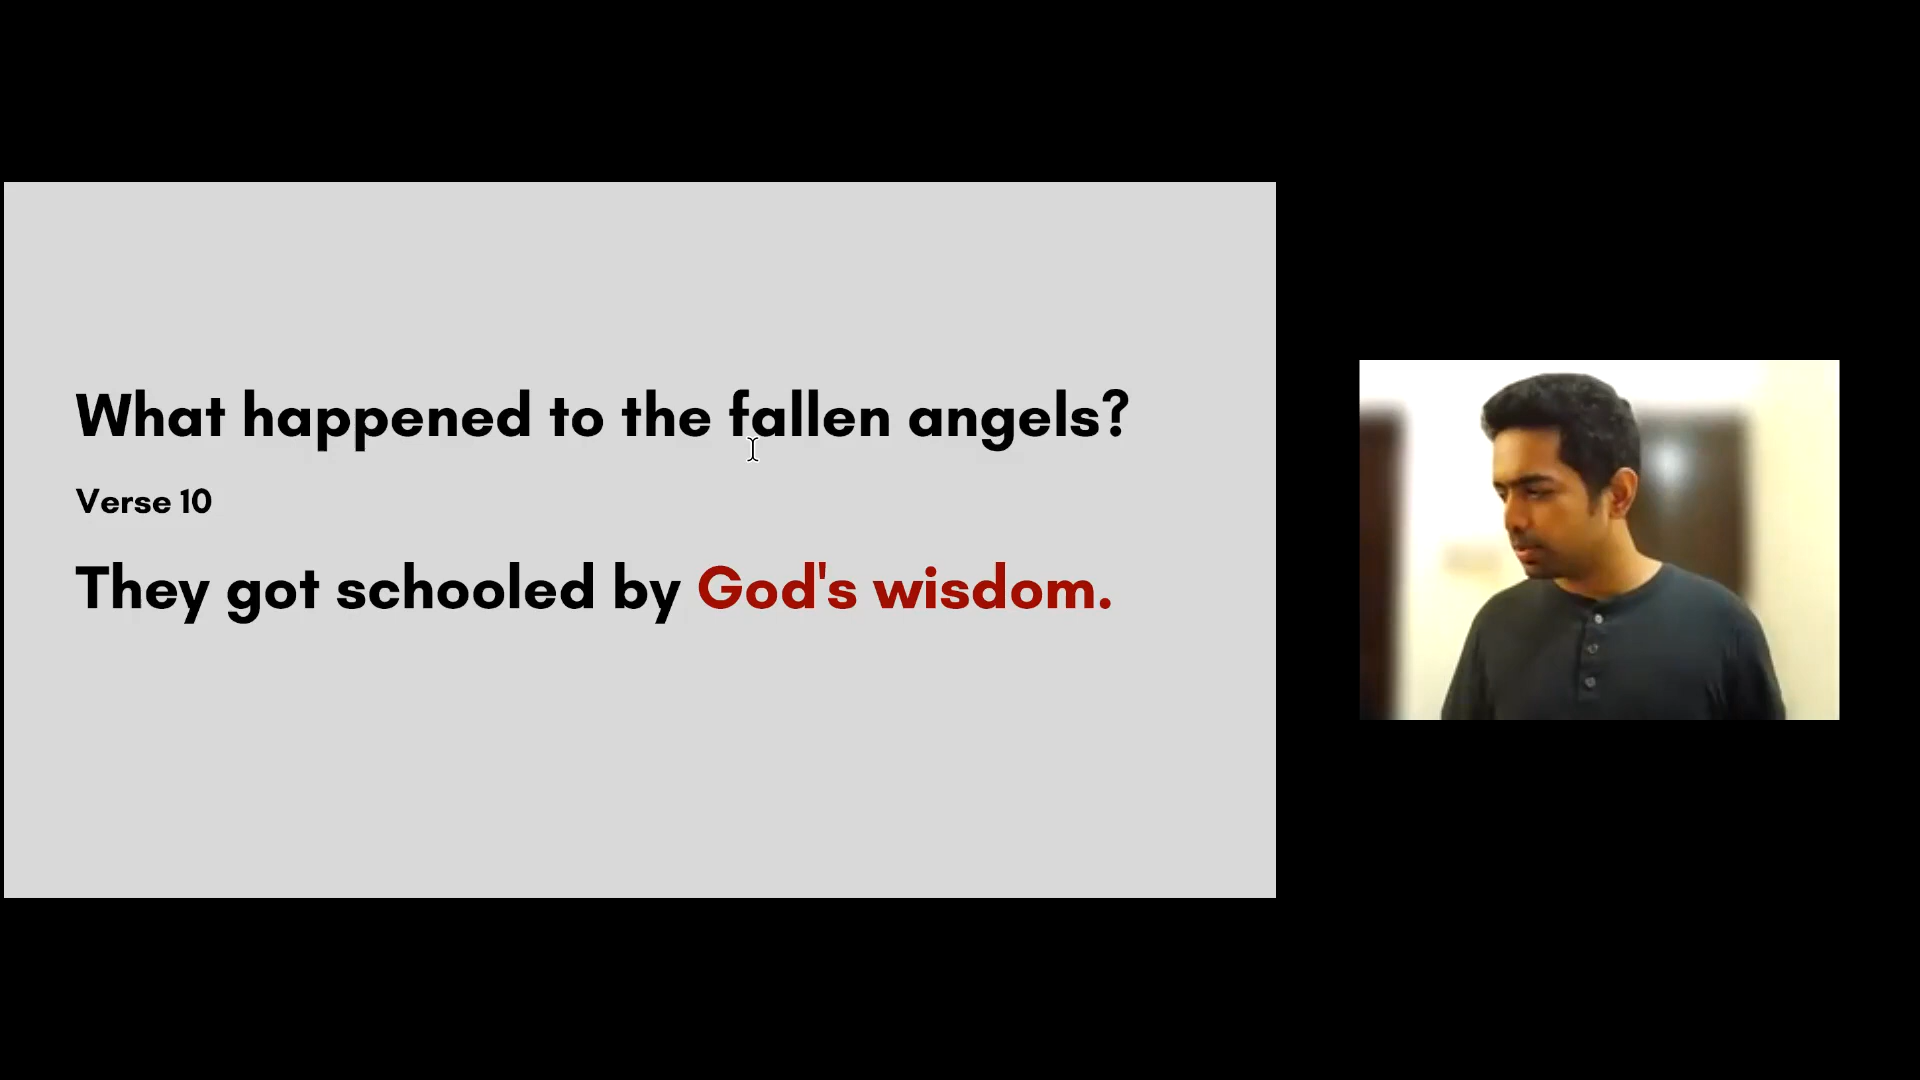 What happened to the fallen angels?
Verse 10
They got schooled by God's wisdom.